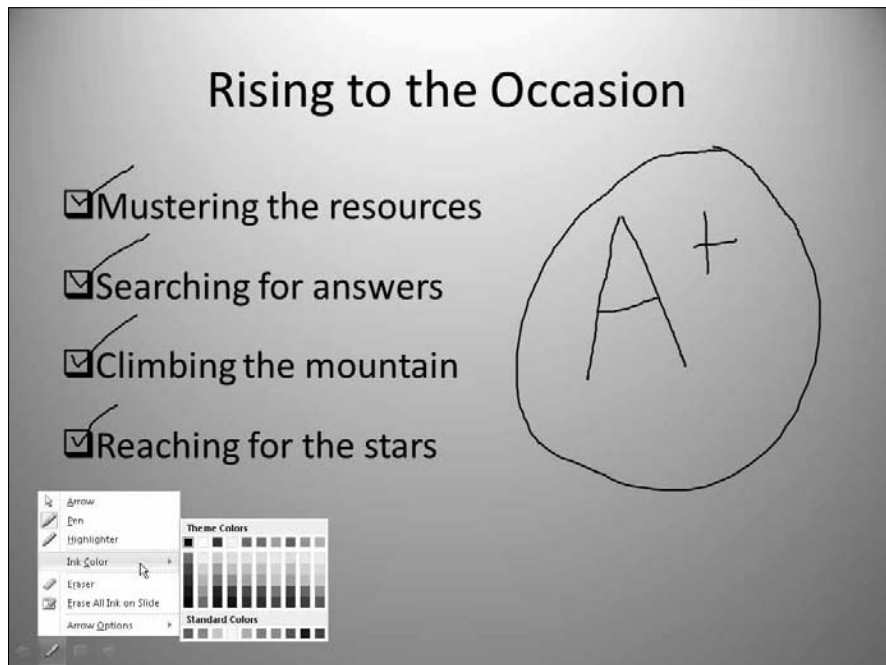 Rising to the Occasion
Mustering the resources
Searching for answers
Climbing the mountain
Reaching for the stars
A+
Arrow
Pen
Highlighter
Ink Color
Eraser
Erase All Ink on Slide
Arrow Options
Theme Colors
Standard Colors